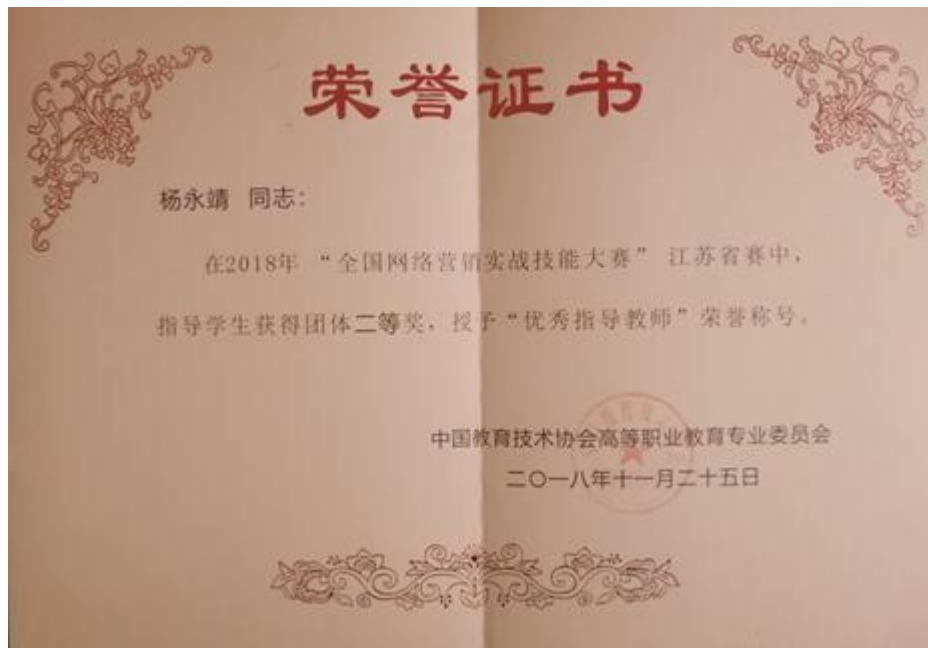 荣誉证书
杨永靖 同志：
在2018年 “全国网络营销实战技能大赛” 江苏省赛中，
指导学生获得团体二等奖，授予“优秀指导教师”荣誉称号。
中国教育技术协会高等职业教育专业委员会
二〇一八年十一月二十五日